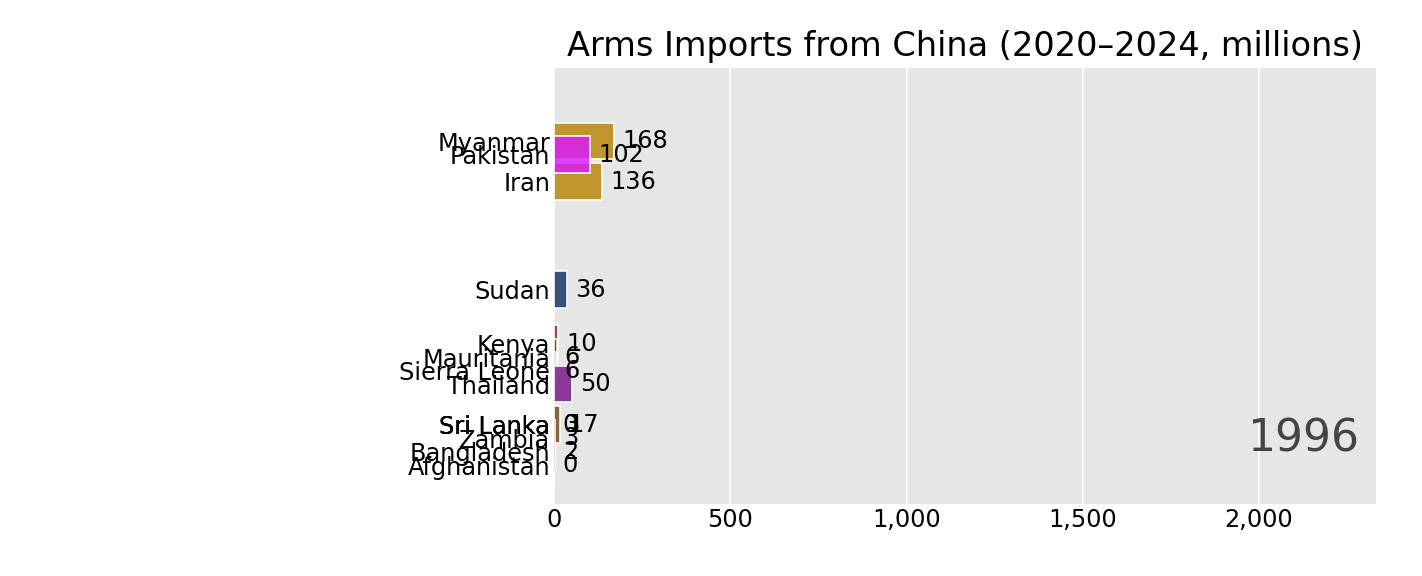 Arms Imports from China (2020–2024, millions)
Myanmar 168
Pakistan 102
Iran 136
Sudan 36
Kenya 10
Mauritania 6
Sierra Leone 6
Thailand 50
Sri Lanka 17
Zambia 3
Bangladesh 2
Afghanistan 0
1996
0 500 1,000 1,500 2,000